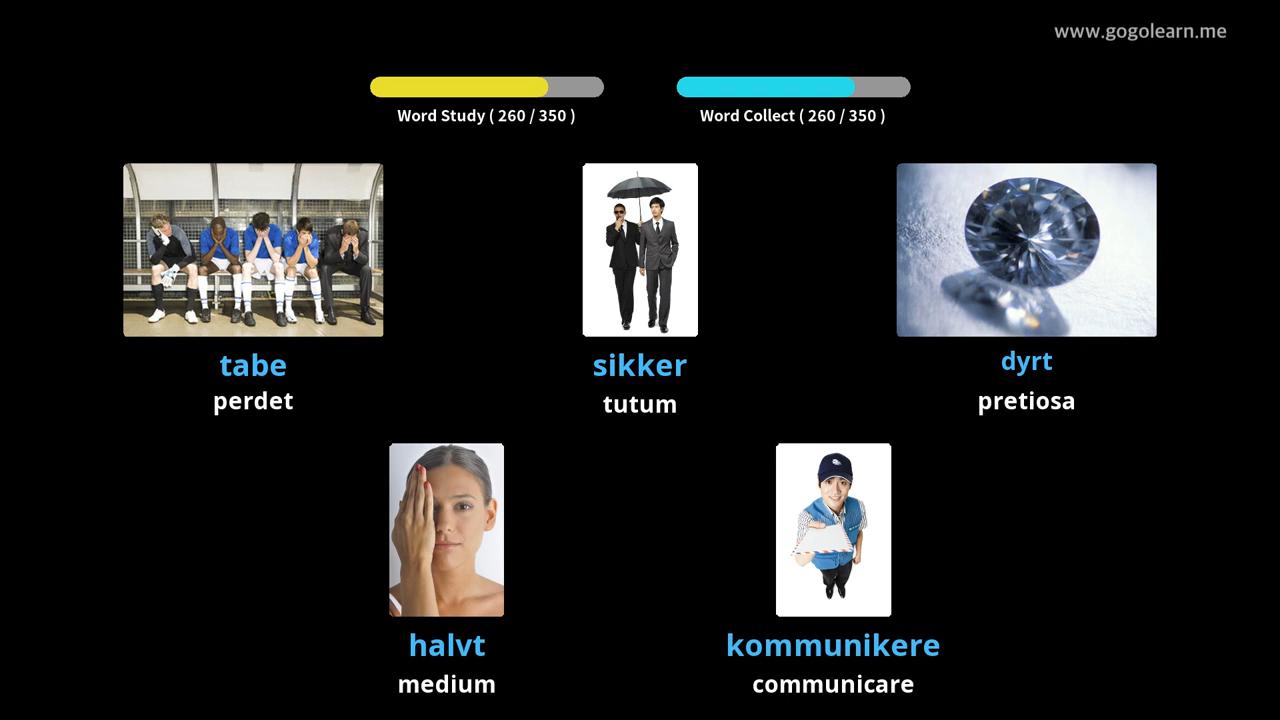 www.gogolearn.me
Word Study ( 260 / 350 )
Word Collect ( 260 / 350 )
tabe
perdet
sikker
tutum
dyrt
pretiosa
halvt
medium
kommunikere
communicare